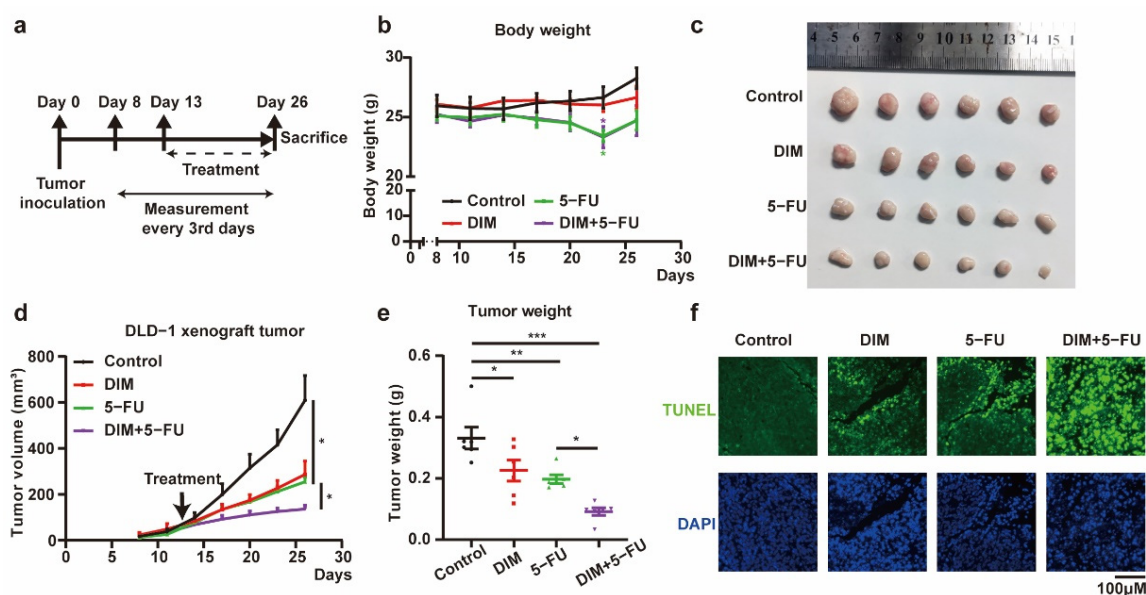 a
Day 0
Day 8
Day 13
Day 26
Sacrifice
Treatment
Tumor
inoculation
Measurement
every 3rd days
b
Body weight
Body weight (g)
30
25
20
20
10
0
0
8
10
15
20
25
30
Days
*
*
Control
5-FU
DIM
DIM+5-FU
c
4 5 6 7 8 9 10 11 12 13 14 15 1
Control
DIM
5-FU
DIM+5-FU
d
DLD-1 xenograft tumor
Tumor volume (mm³)
800
600
400
200
0
0 5 10 15 20 25 30
Days
Control
DIM
5-FU
DIM+5-FU
Treatment
*
*
e
Tumor weight
Tumor weight (g)
0.6
0.4
0.2
0.0
***
**
*
*
Control
DIM
5-FU
DIM+5-FU
f
Control DIM 5-FU DIM+5-FU
TUNEL
DAPI
100μM